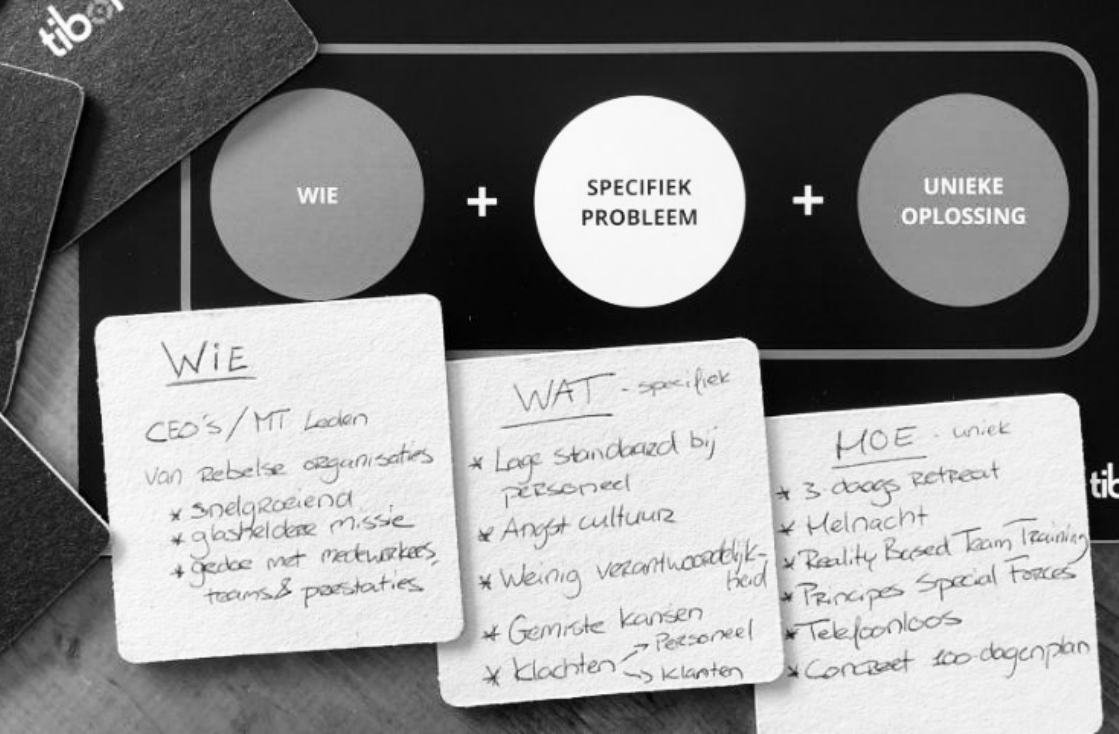 tibor
WIE
+
SPECIFIEK
PROBLEEM
+
UNIEKE
OPLOSSING
WiE
CEO's/MT Leden
van Rebelse organisaties
* snelgroeiend
* glasheldere missie
* gedoe met medewerkers,
teams & prestaties
WAT - specifiek
* Lage standaard bij
personeel
* Angst cultuur
* Weinig verantwoordelijk-
heid
* Gemiste kansen
* Klachten → Personeel
↳ Klanten
HOE - uniek
* 3-daags Retreat
* Helnacht
* Reality Based Team Training
* Principes Special Forces
* Telefoonloos
* Concreet 100-dagenplan
tib